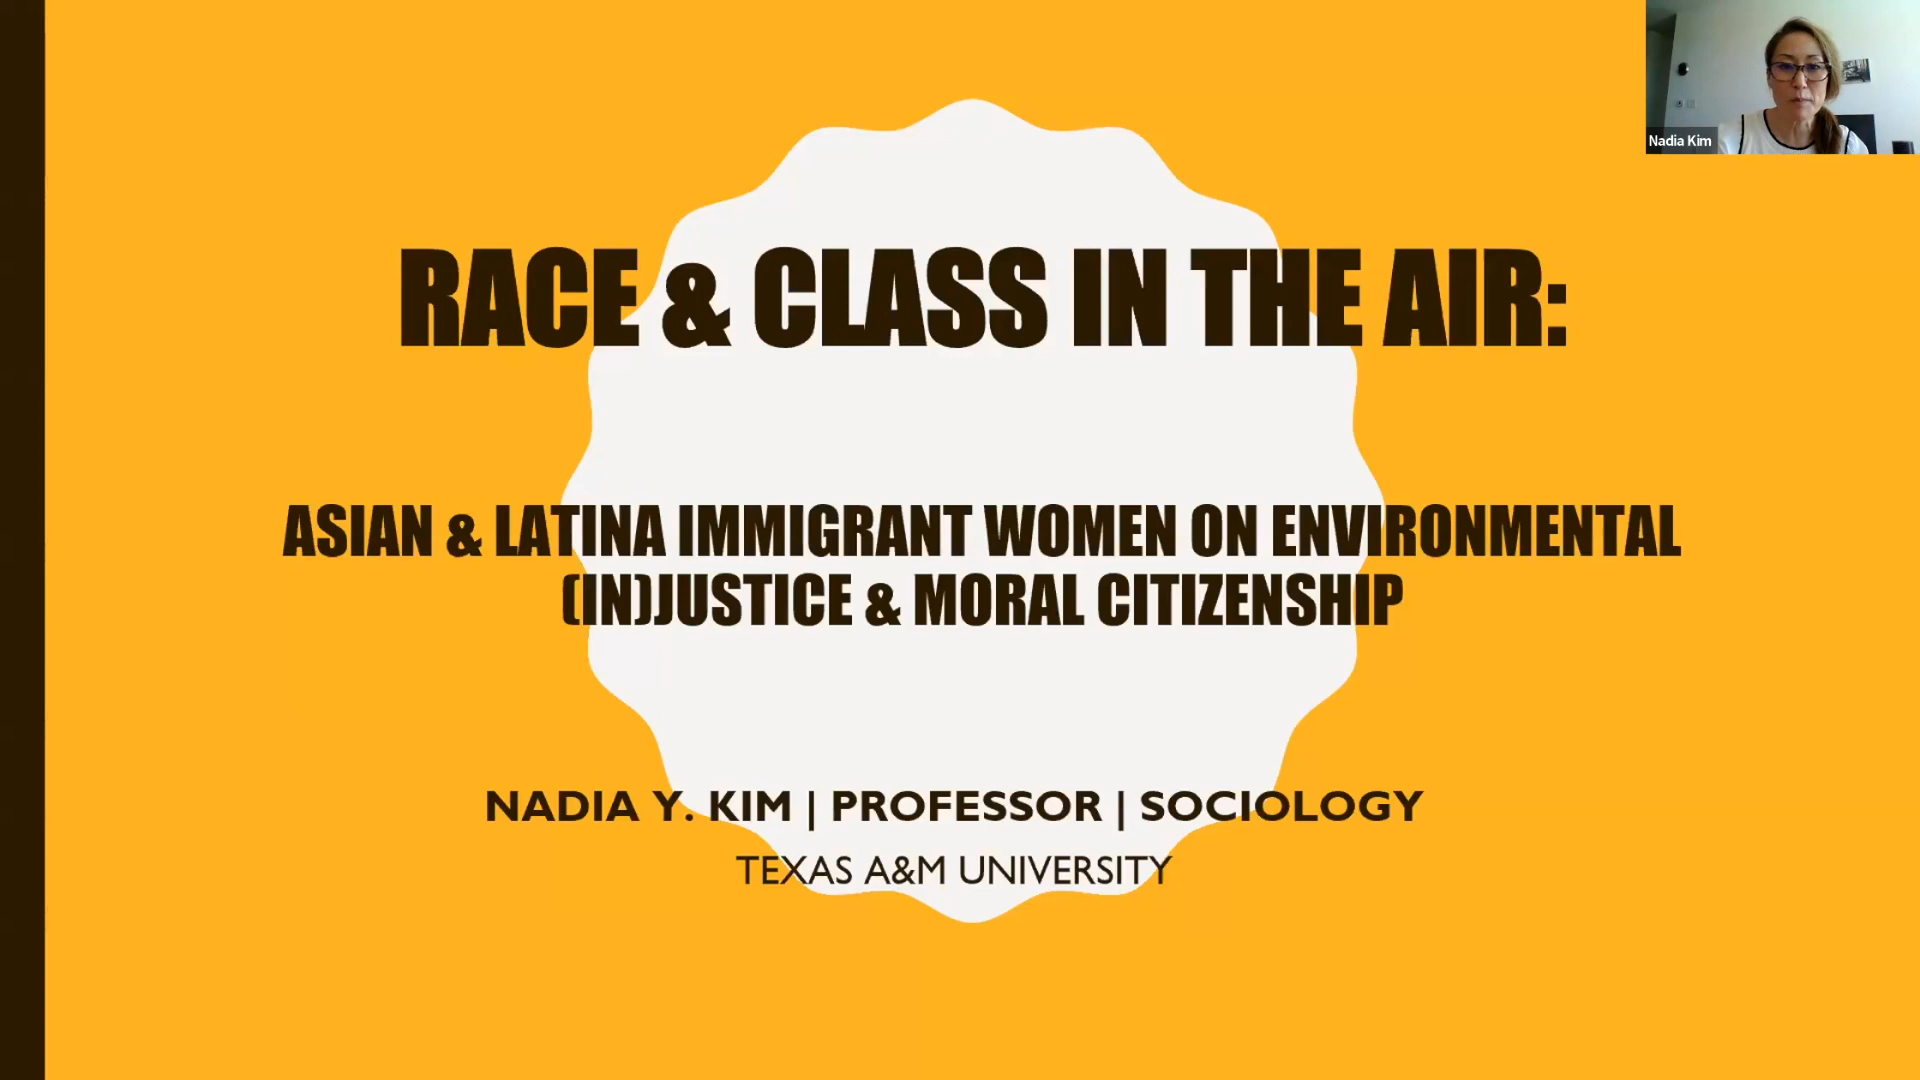 Nadia Kim
RACE & CLASS IN THE AIR:
ASIAN & LATINA IMMIGRANT WOMEN ON ENVIRONMENTAL
(IN)JUSTICE & MORAL CITIZENSHIP
NADIA Y. KIM | PROFESSOR | SOCIOLOGY
TEXAS A&M UNIVERSITY